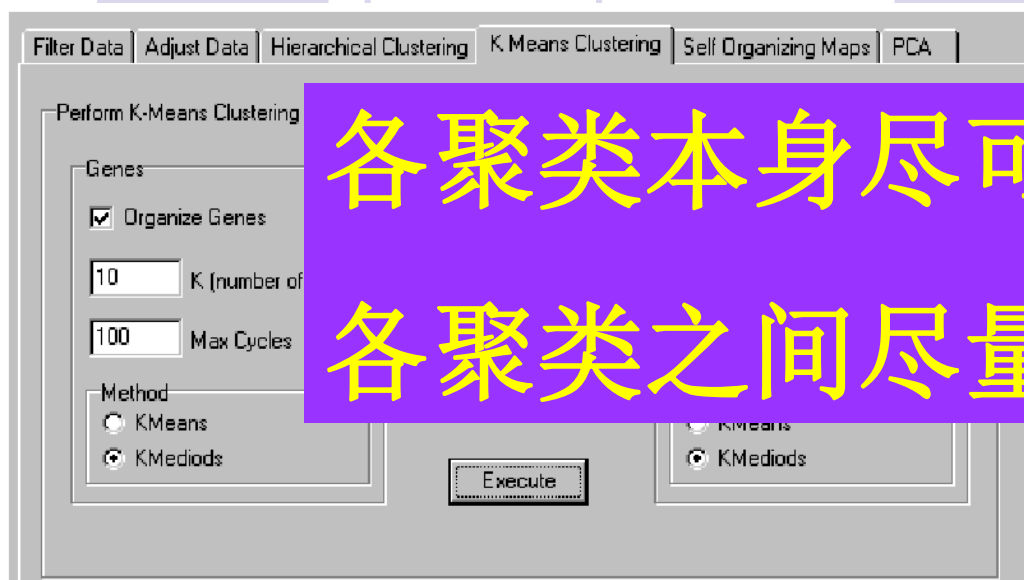 Filter Data Adjust Data Hierarchical Clustering K Means Clustering Self Organizing Maps PCA
Perform K-Means Clustering
Genes
Organize Genes
10 K (number of
100 Max Cycles
各聚类本身尽可
各聚类之间尽量
Method
KMeans KMeans
KMediods KMediods
Execute